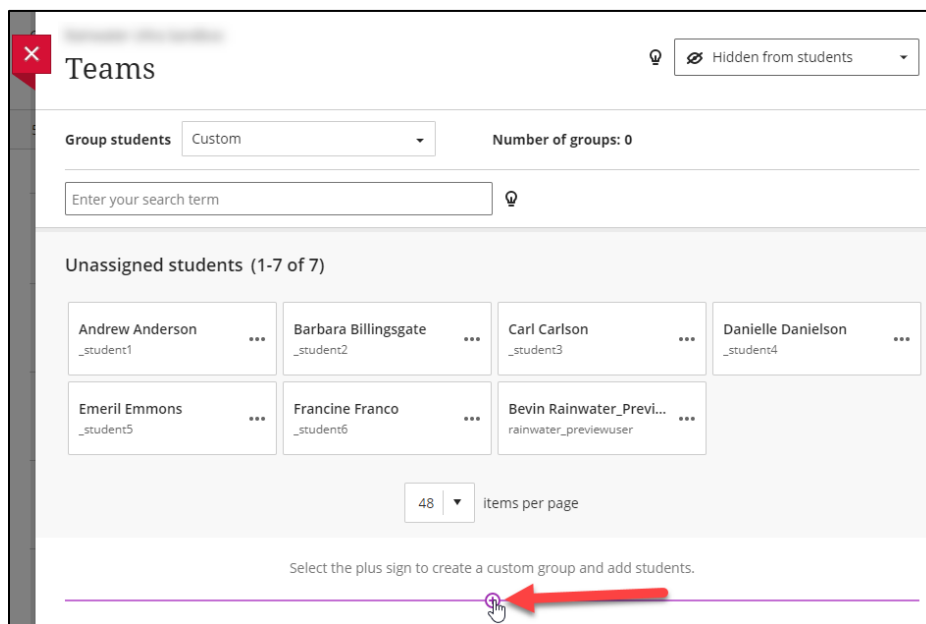 Teams
Hidden from students
Group students Custom Number of groups: 0
Enter your search term
Unassigned students (1-7 of 7)
Andrew Anderson
_student1
Barbara Billingsgate
_student2
Carl Carlson
_student3
Danielle Danielson
_student4
Emeril Emmons
_student5
Francine Franco
_student6
Bevin Rainwater_Previ...
rainwater_previewuser
48 items per page
Select the plus sign to create a custom group and add students.